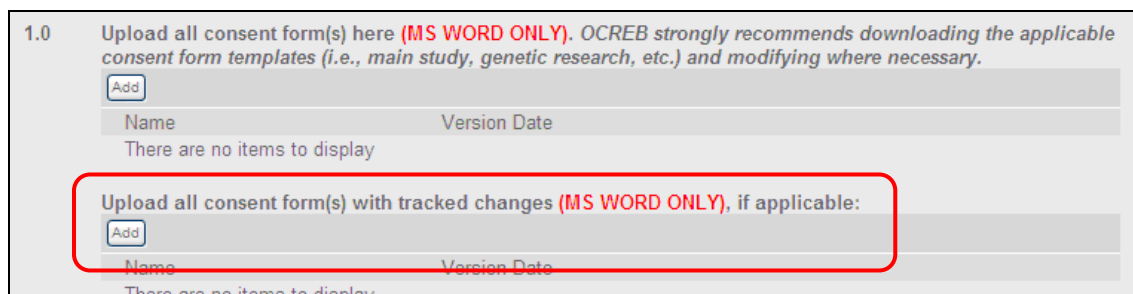 1.0 Upload all consent form(s) here (MS WORD ONLY). OCREB strongly recommends downloading the applicable
consent form templates (i.e., main study, genetic research, etc.) and modifying where necessary.
Add
Name Version Date
There are no items to display
Upload all consent form(s) with tracked changes (MS WORD ONLY), if applicable:
Add
Name Version Date
There are no items to display